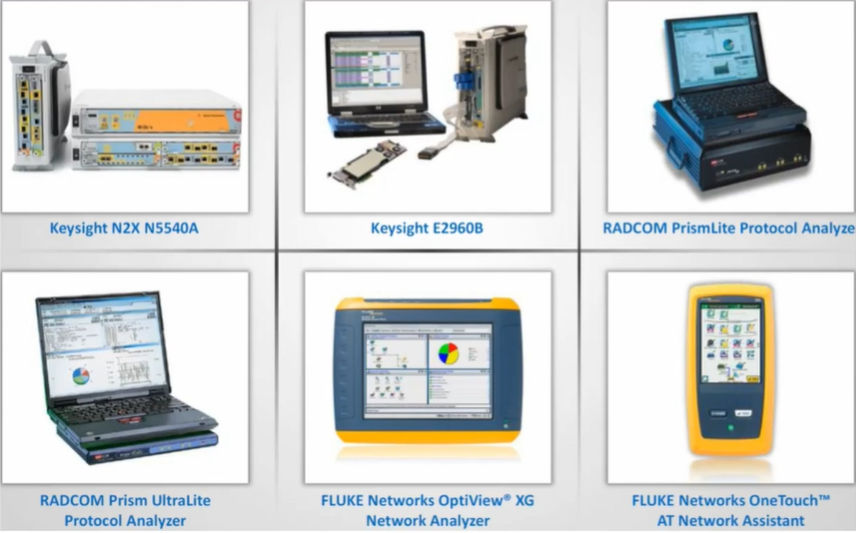 Keysight N2X N5540A
Keysight E2960B
RADCOM PrismLite Protocol Analyze
RADCOM Prism UltraLite
Protocol Analyzer
FLUKE Networks OptiView® XG
Network Analyzer
FLUKE Networks OneTouch™
AT Network Assistant